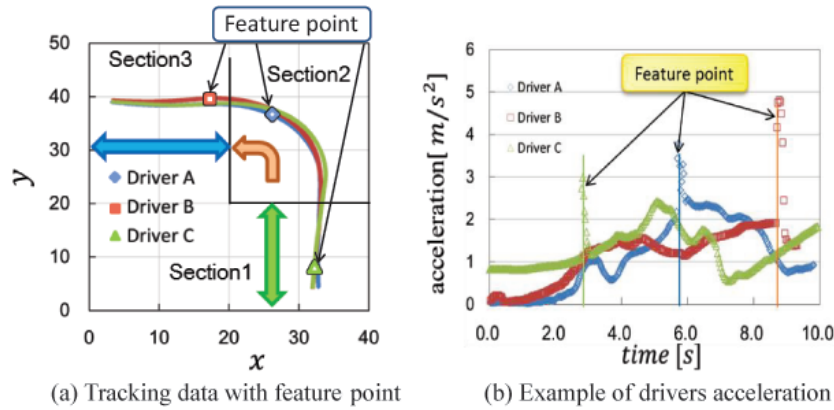 Feature point
50
40
30
20
10
0
y
Section3
Section2
Driver A
Driver B
Driver C
Section1
0
10
20
30
40
x
(a) Tracking data with feature point
6
5
4
3
2
1
0
acceleration[ m/s²]
Feature point
Driver A
Driver B
Driver C
0.0
2.0
4.0
6.0
8.0
10.0
time [s]
(b) Example of drivers acceleration